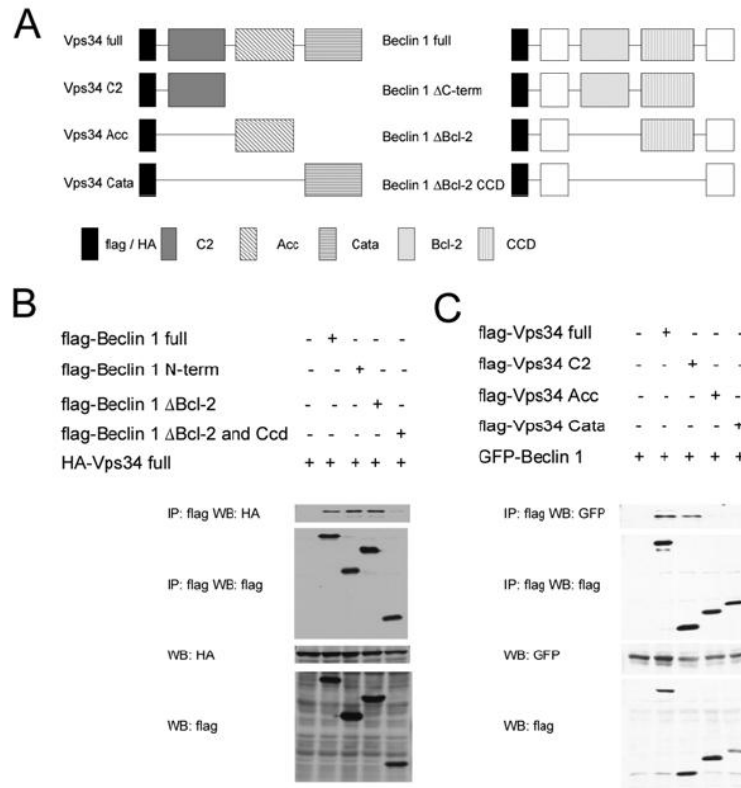 A
Vps34 full
Vps34 C2
Vps34 Acc
Vps34 Cata
Beclin 1 full
Beclin 1 ΔC-term
Beclin 1 ΔBcl-2
Beclin 1 ΔBcl-2 CCD
flag / HA C2 Acc Cata Bcl-2 CCD
B
flag-Beclin 1 full - + - - -
flag-Beclin 1 N-term - - + - -
flag-Beclin 1 ΔBcl-2 - - - + -
flag-Beclin 1 ΔBcl-2 and Ccd - - - - +
HA-Vps34 full + + + + +
IP: flag WB: HA
IP: flag WB: flag
WB: HA
WB: flag
C
flag-Vps34 full - + - - -
flag-Vps34 C2 - - + - -
flag-Vps34 Acc - - - + -
flag-Vps34 Cata - - - - +
GFP-Beclin 1 + + + + +
IP: flag WB: GFP
IP: flag WB: flag
WB: GFP
WB: flag